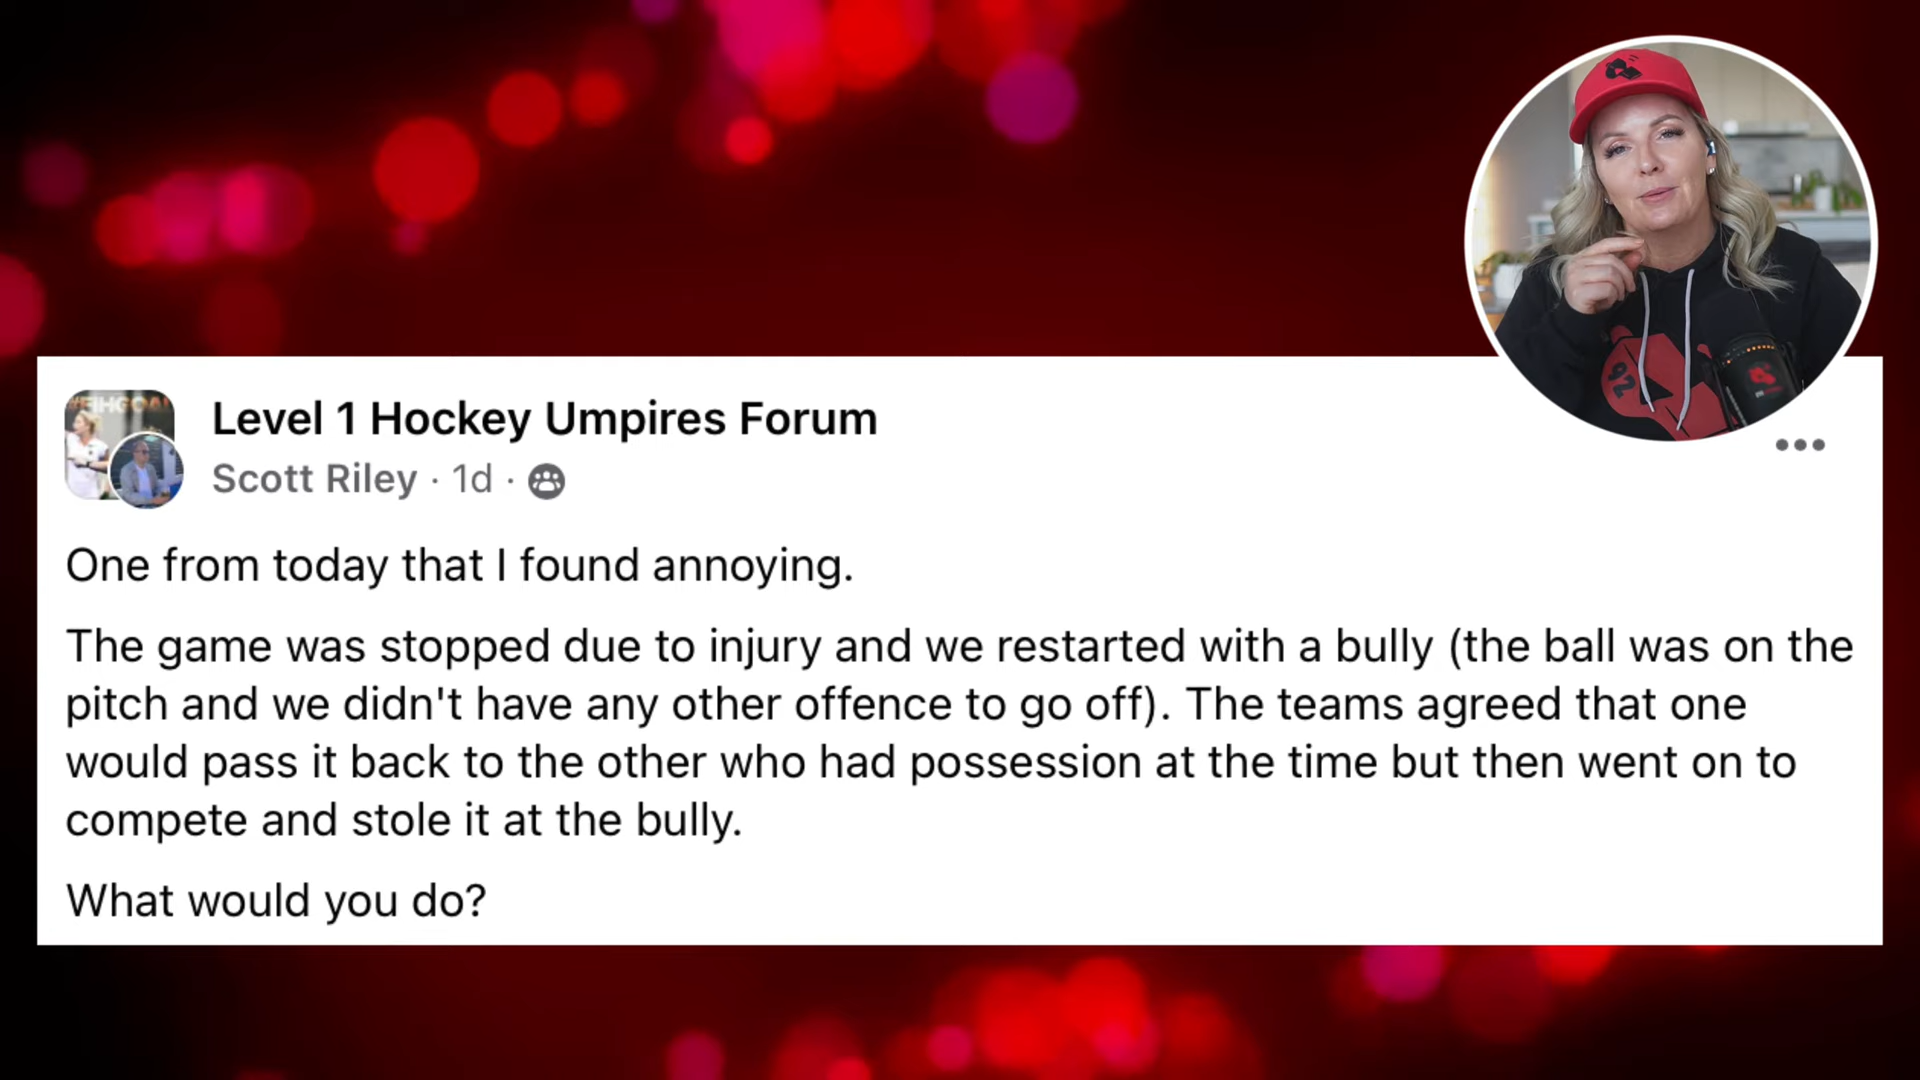 #FIHGOAL
Level 1 Hockey Umpires Forum
Scott Riley · 1d ·
One from today that I found annoying.
The game was stopped due to injury and we restarted with a bully (the ball was on the
pitch and we didn't have any other offence to go off). The teams agreed that one
would pass it back to the other who had possession at the time but then went on to
compete and stole it at the bully.
What would you do?
92